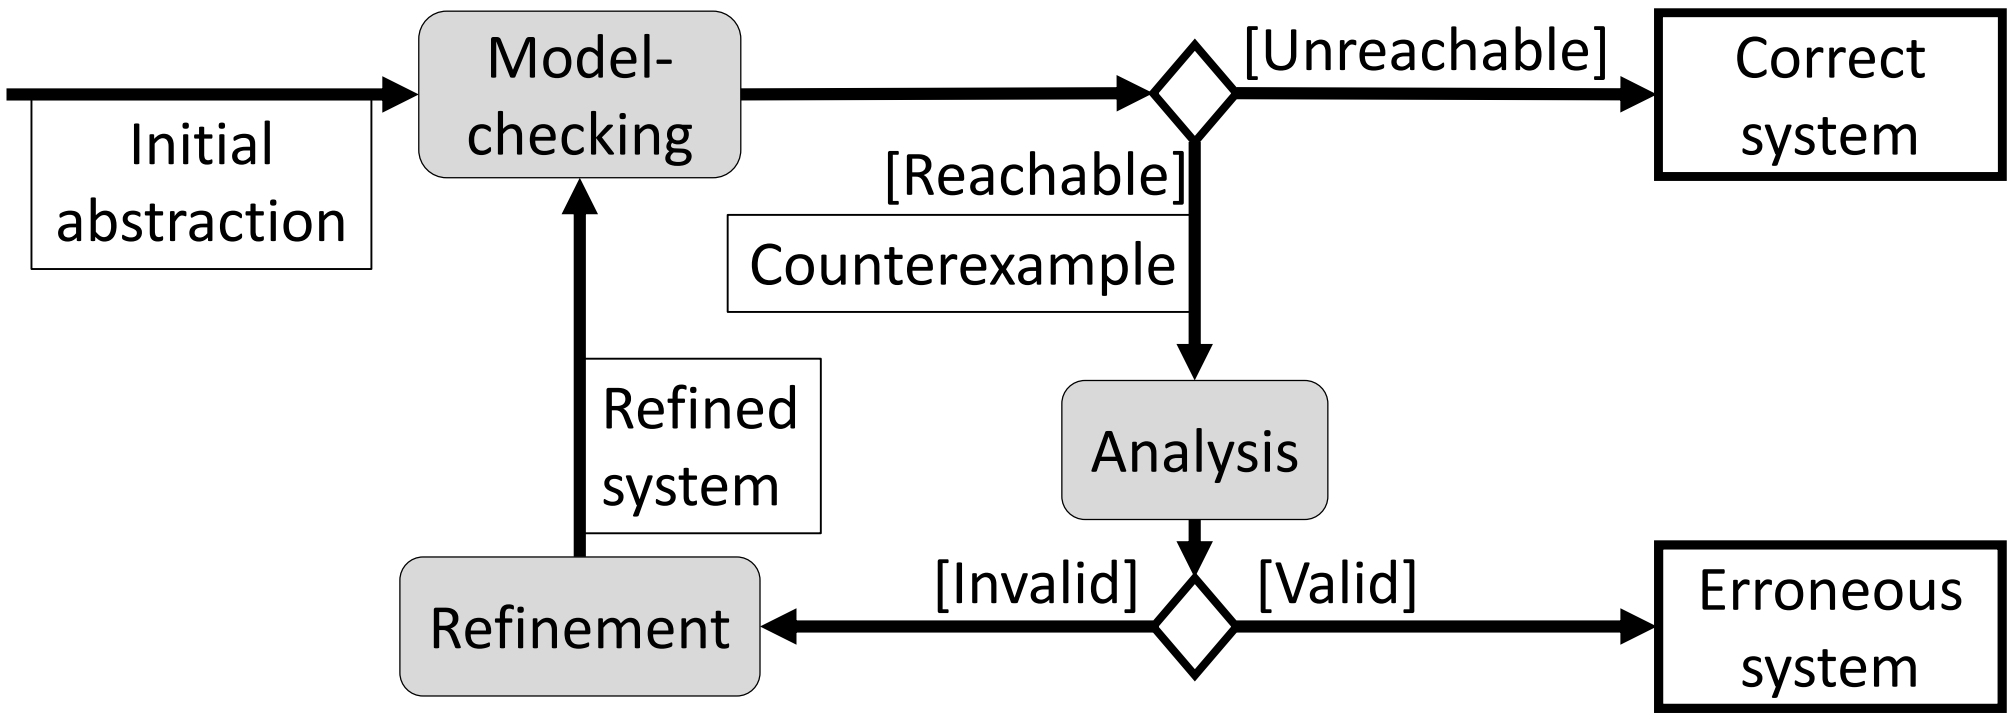 Model-
checking
[Unreachable]
Correct
system
Initial
abstraction
[Reachable]
Counterexample
Refined
system
Analysis
[Invalid]
[Valid]
Refinement
Erroneous
system